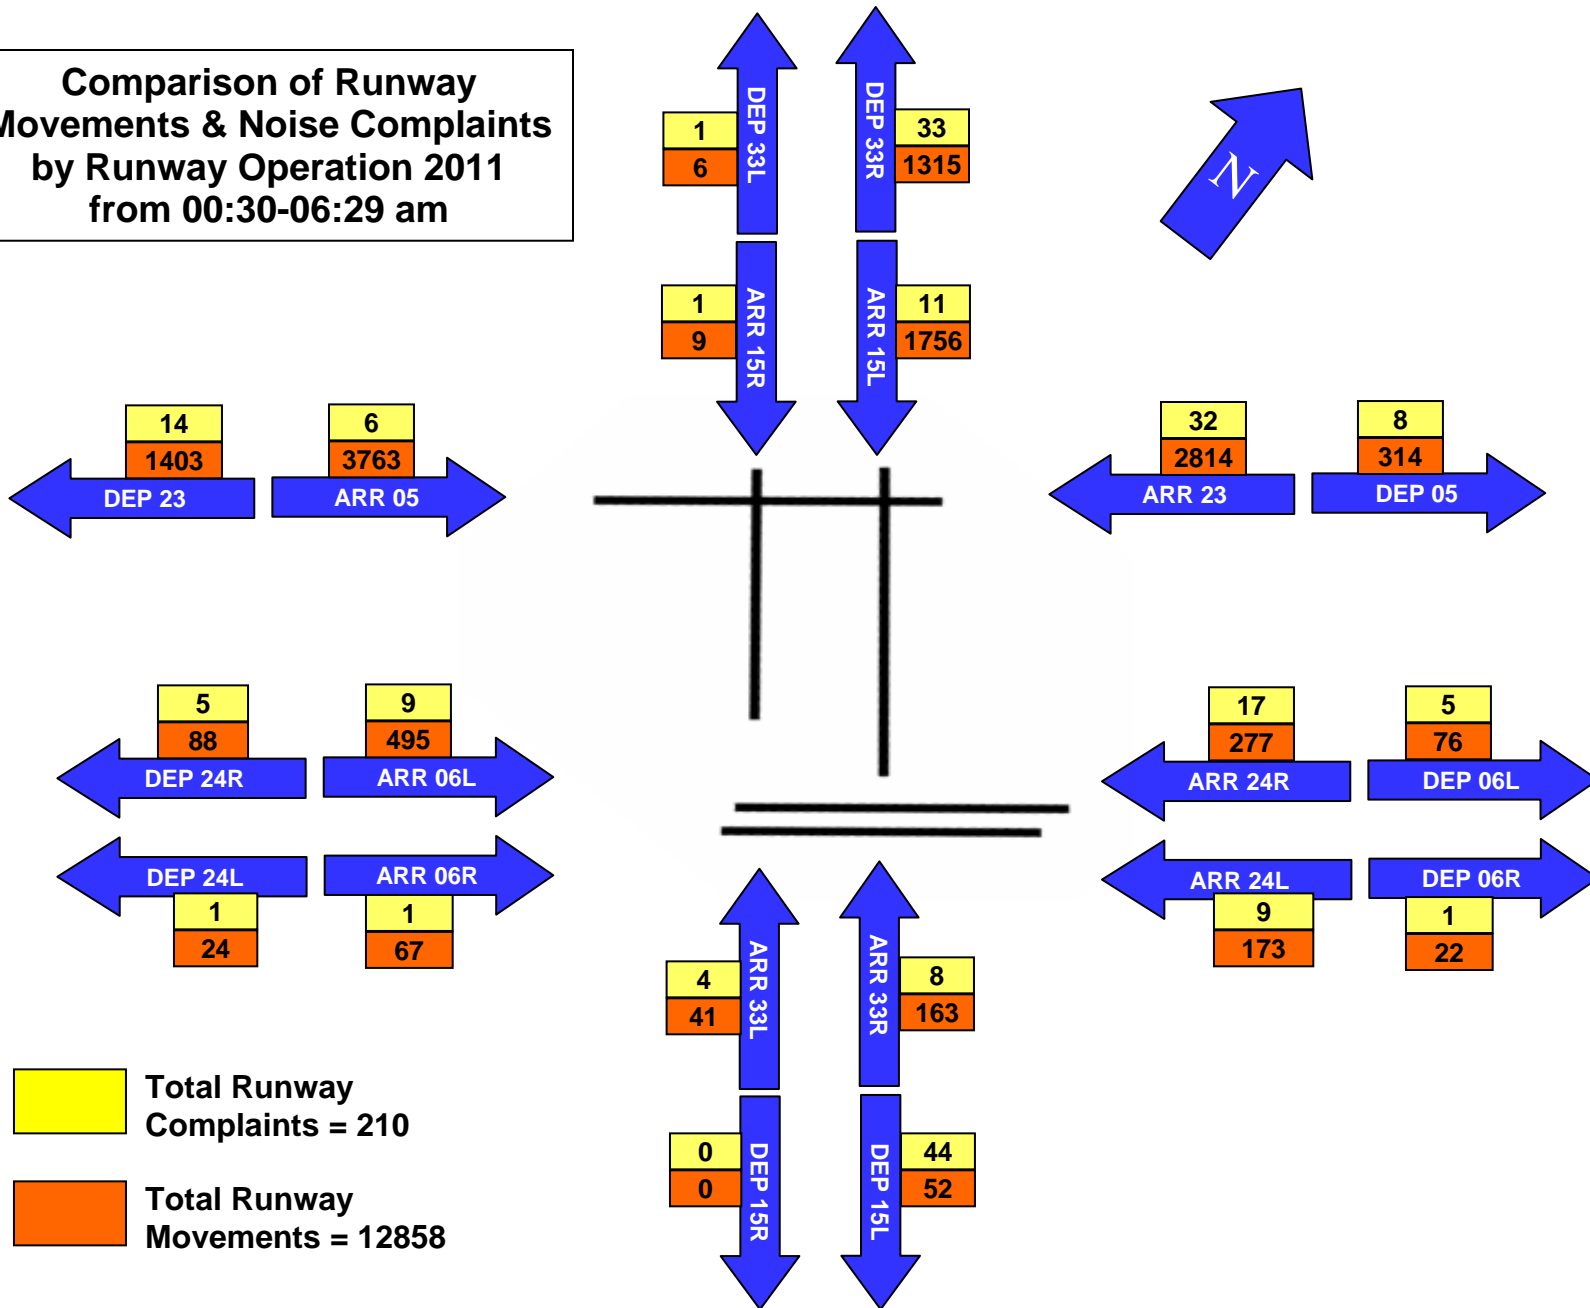 Comparison of Runway
Movements & Noise Complaints
by Runway Operation 2011
from 00:30-06:29 am
1
6
DEP 33L
DEP 33R
33
1315
N
1
9
ARR 15R
ARR 15L
11
1756
14
1403
DEP 23
6
3763
ARR 05
32
2814
ARR 23
8
314
DEP 05
5
88
DEP 24R
9
495
ARR 06L
17
277
ARR 24R
5
76
DEP 06L
DEP 24L
1
24
ARR 06R
1
67
ARR 24L
9
173
DEP 06R
1
22
4
41
ARR 33L
ARR 33R
8
163
0
0
DEP 15R
DEP 15L
44
52
Total Runway
Complaints = 210
Total Runway
Movements = 12858